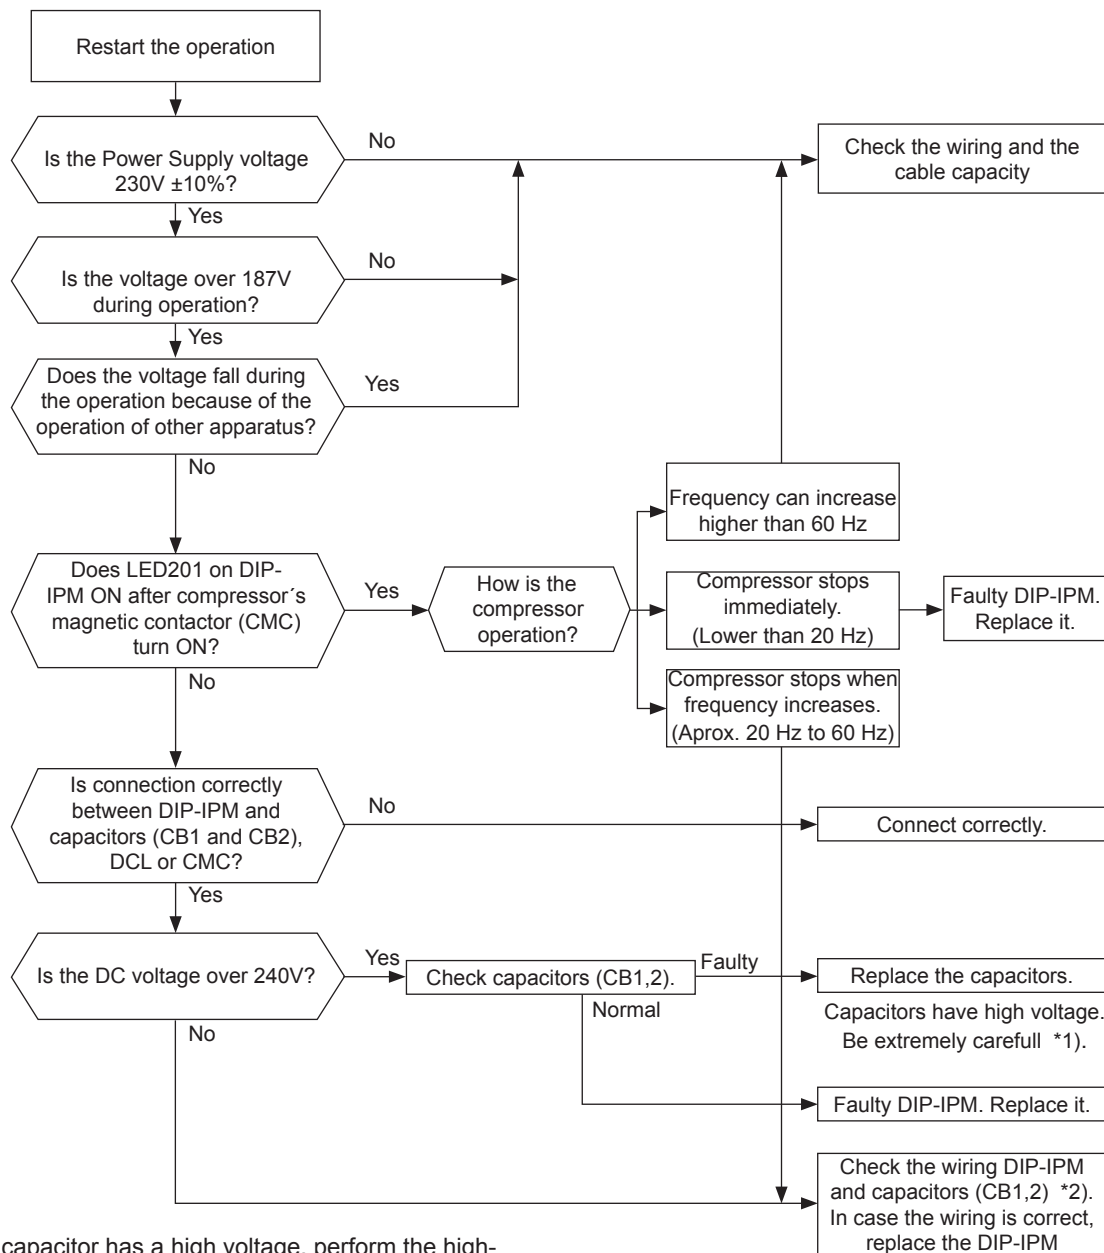 Restart the operation
Is the Power Supply voltage
230V ±10%?
No
Check the wiring and the
cable capacity
Yes
Is the voltage over 187V
during operation?
No
Yes
Does the voltage fall during
the operation because of the
operation of other apparatus?
Yes
No
Frequency can increase
higher than 60 Hz
Does LED201 on DIP-
IPM ON after compressor´s
magnetic contactor (CMC)
turn ON?
Yes
How is the
compressor
operation?
Compressor stops
immediately.
(Lower than 20 Hz)
Faulty DIP-IPM.
Replace it.
Compressor stops when
frequency increases.
(Aprox. 20 Hz to 60 Hz)
No
Is connection correctly
between DIP-IPM and
capacitors (CB1 and CB2),
DCL or CMC?
No
Connect correctly.
Yes
Is the DC voltage over 240V?
Yes
Check capacitors (CB1,2).
Faulty
Replace the capacitors.
Capacitors have high voltage.
Be extremely carefull *1).
Normal
No
Faulty DIP-IPM. Replace it.
Check the wiring DIP-IPM
and capacitors (CB1,2) *2).
In case the wiring is correct,
replace the DIP-IPM
capacitor has a high voltage, perform the high-